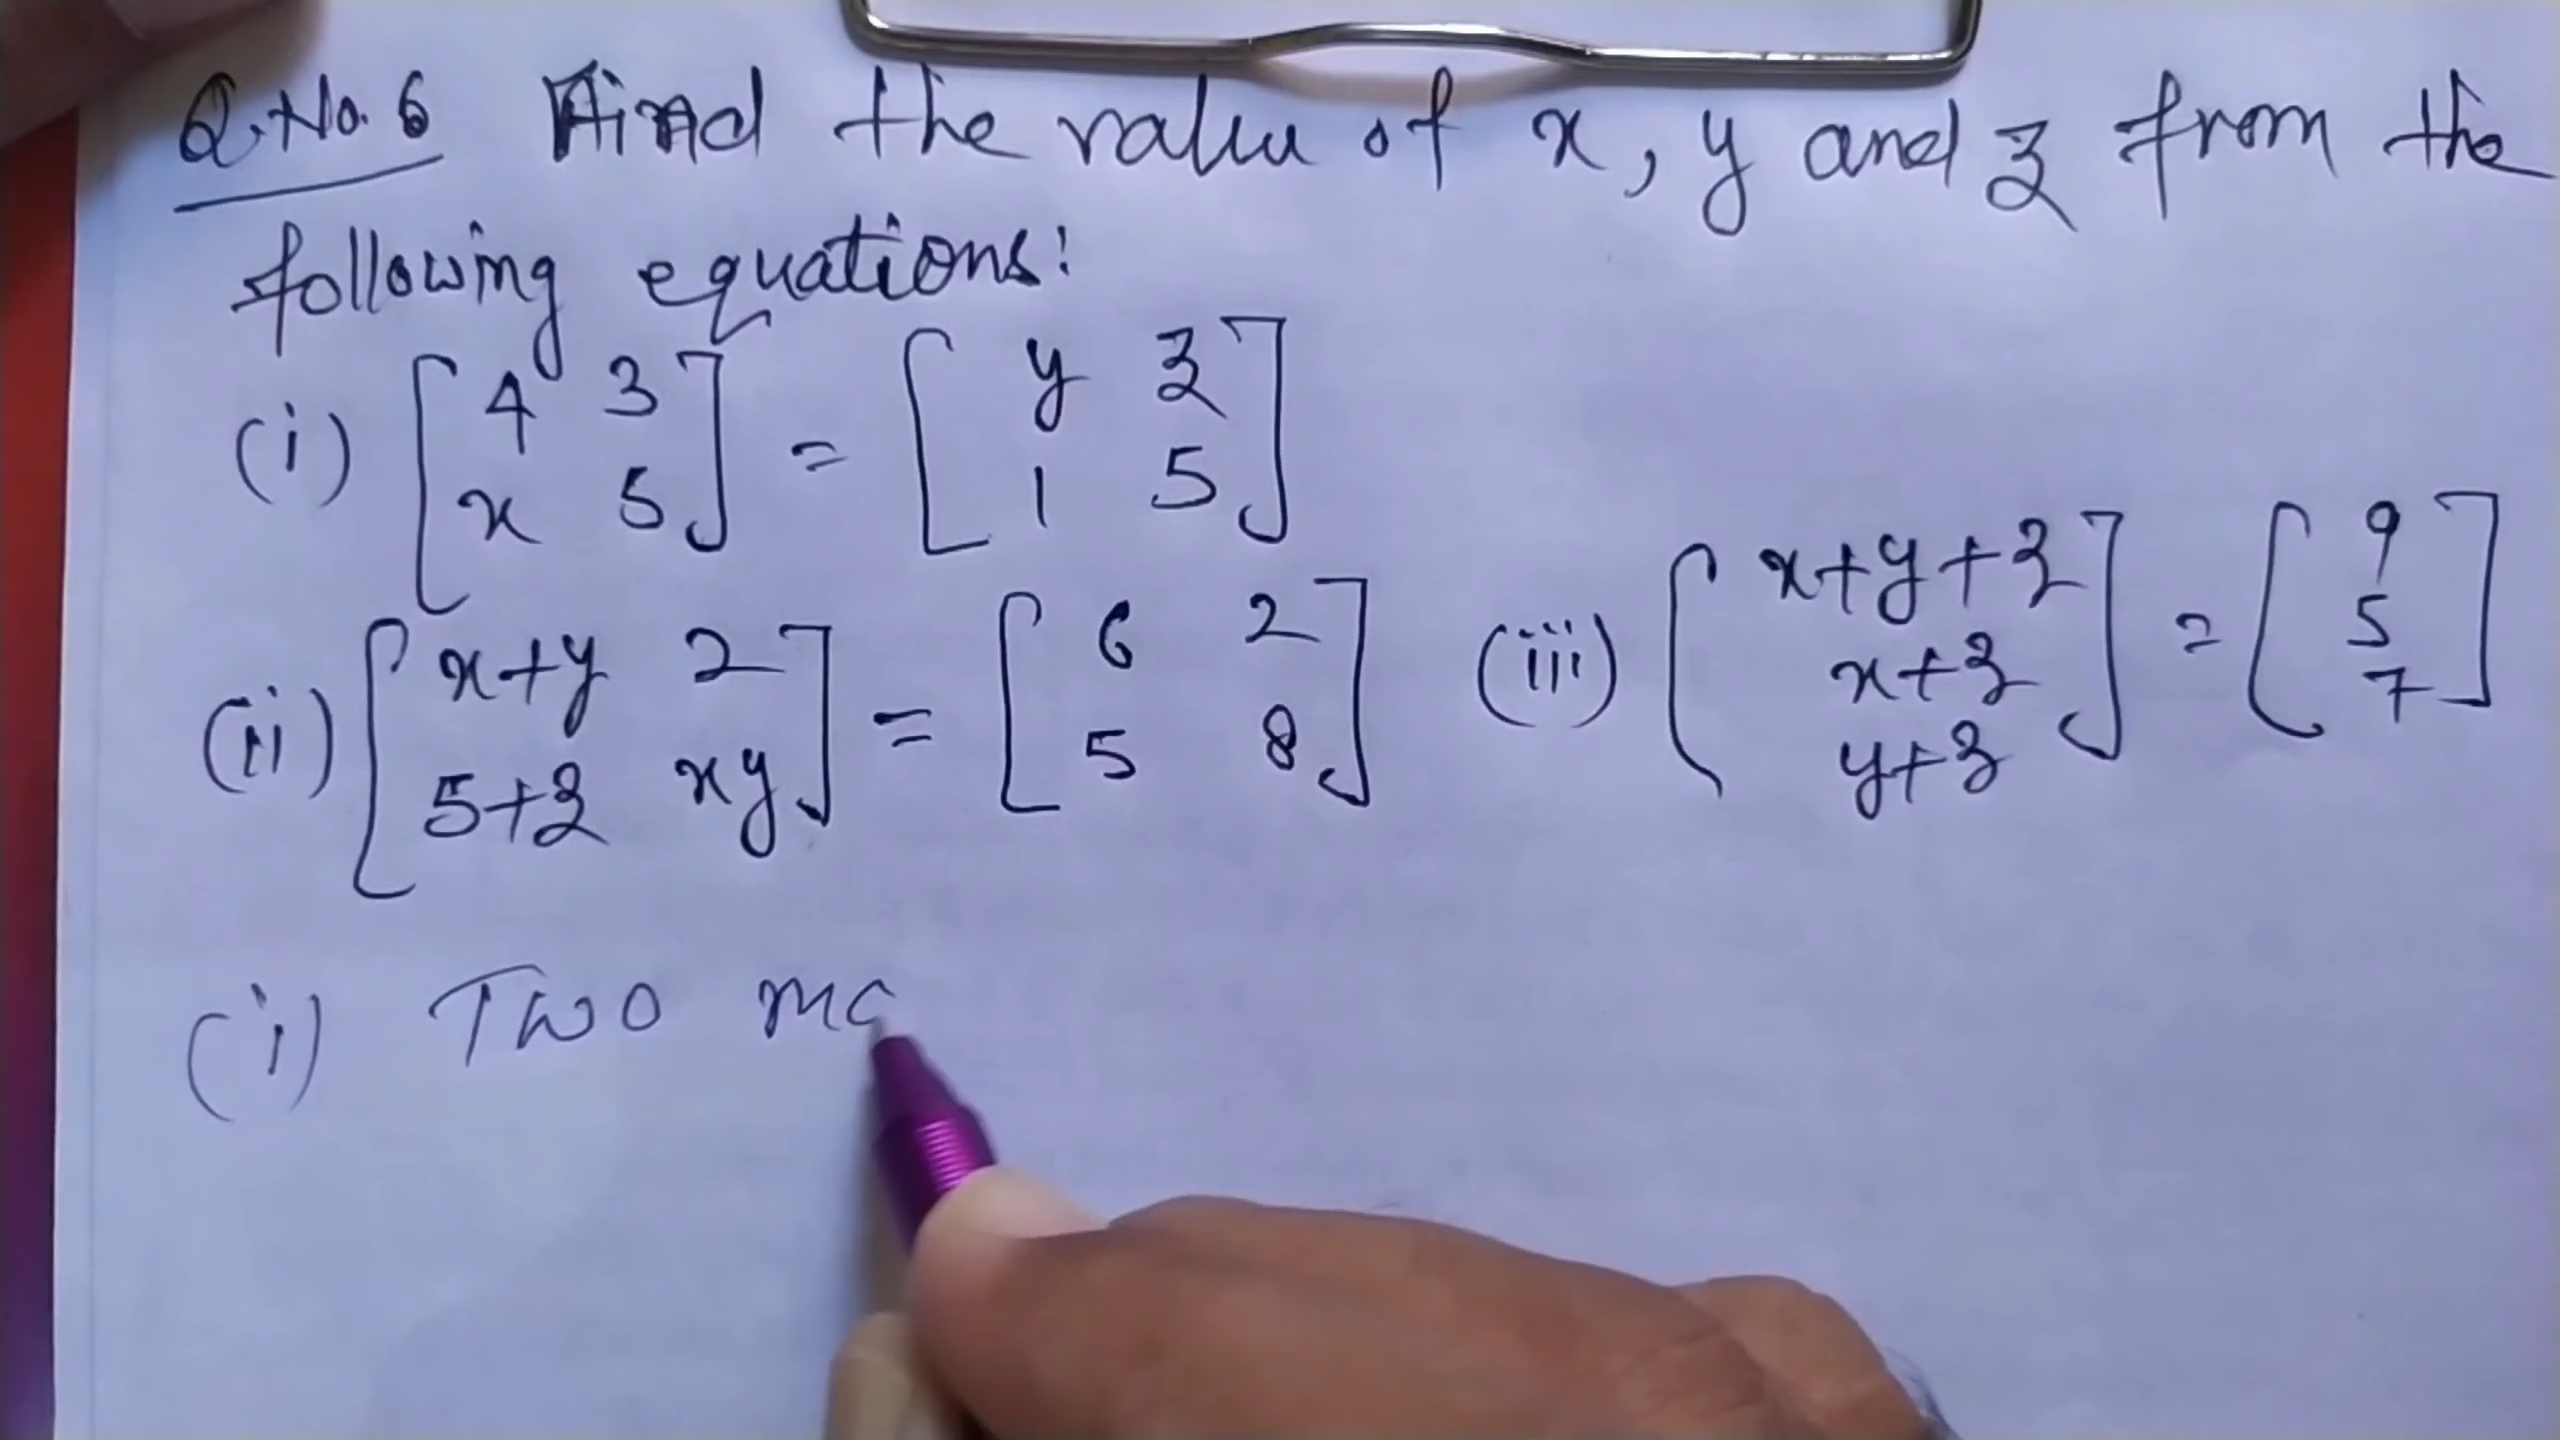 Q.No. 6 Find the value of x, y and z from the
following equations:
(i) [4 3; x 5] = [y z; 1 5]
(ii) [x+y 2; 5+z xy] = [6 2; 5 8] (iii) [x+y+z; x+z; y+z] = [9; 5; 7]
(i) Two ma